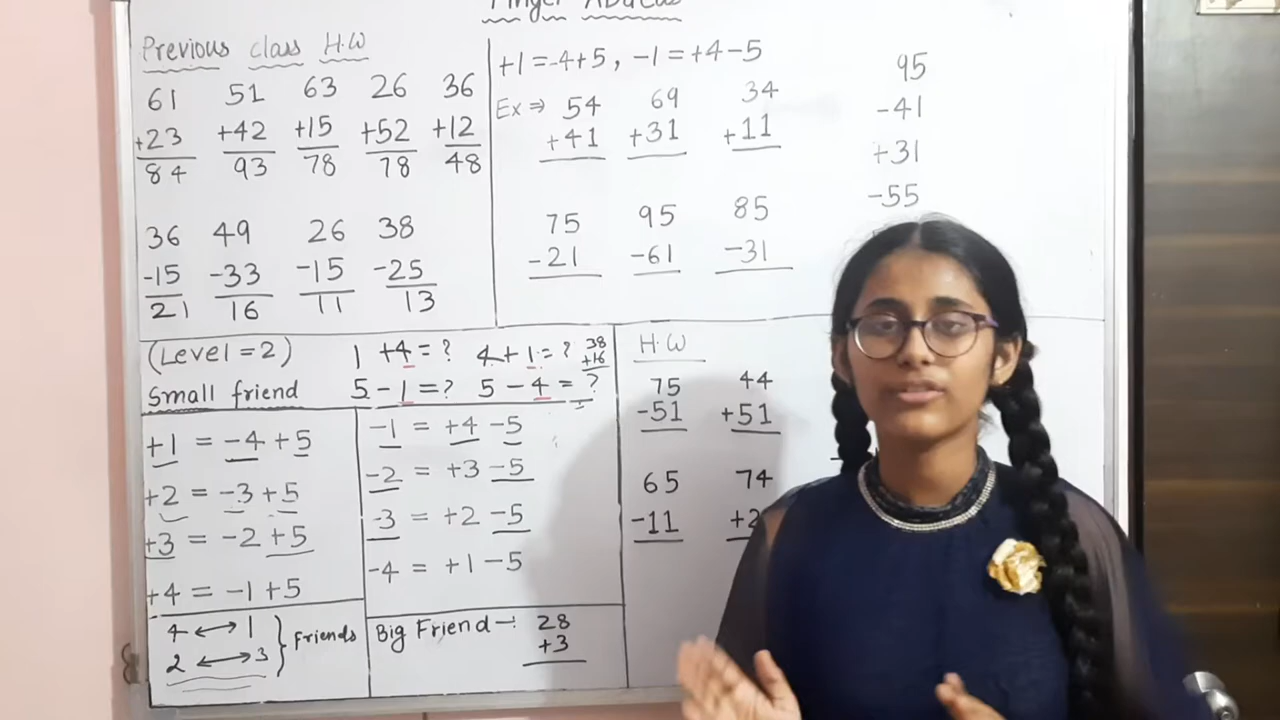 Finger Abacus
Previous class H.W
61 51 63 26 36
+23 +42 +15 +52 +12
84 93 78 78 48
36 49 26 38
-15 -33 -15 -25
21 16 11 13
+1 = -4+5, -1 = +4-5
Ex ⇒ 54 69 34
+41 +31 +11
75 95 85
-21 -61 -31
95
-41
+31
-55
(Level = 2) 1 +4 = ? 4+1 = ? 38
+16
Small friend 5-1 = ? 5-4 = ?
+1 = -4 +5
+2 = -3 +5
+3 = -2 +5
+4 = -1 +5
4 ↔ 1
2 ↔ 3 } Friends
-1 = +4 -5
-2 = +3 -5
-3 = +2 -5
-4 = +1 -5
Big Friend → : 28
+3
H.W
75 44
-51 +51
65 74
-11